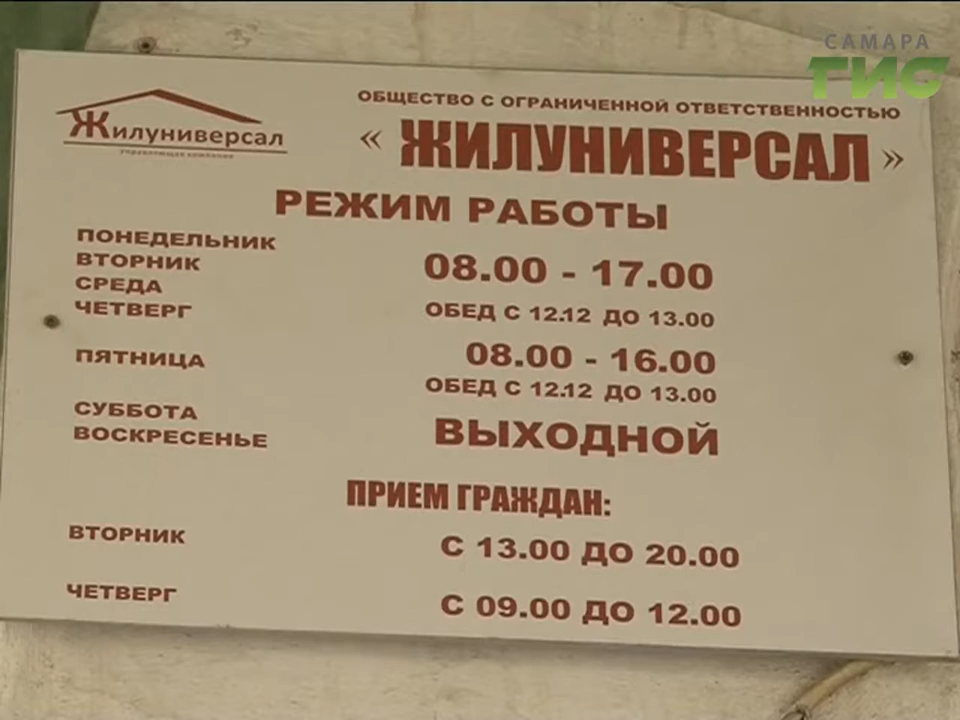 САМАРА
ГИС
ОБЩЕСТВО С ОГРАНИЧЕННОЙ ОТВЕТСТВЕННОСТЬЮ
Жилуниверсал
управляющая компания
« ЖИЛУНИВЕРСАЛ »
РЕЖИМ РАБОТЫ
ПОНЕДЕЛЬНИК
ВТОРНИК
СРЕДА
ЧЕТВЕРГ
08.00 - 17.00
ОБЕД С 12.12 ДО 13.00
ПЯТНИЦА
08.00 - 16.00
ОБЕД С 12.12 ДО 13.00
СУББОТА
ВОСКРЕСЕНЬЕ
ВЫХОДНОЙ
ПРИЕМ ГРАЖДАН:
ВТОРНИК
С 13.00 ДО 20.00
ЧЕТВЕРГ
С 09.00 ДО 12.00